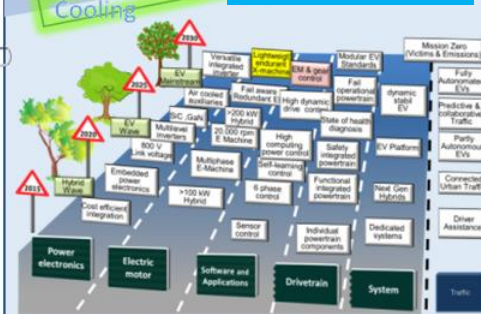 Cooling
2030
Versatile
integrated
inverter
Lightweight
endurant
X-machine
EM & gear
control
Modular EV
Standards
Mission Zero
(Victims & Emissions)
EV
Mainstream
Air cooled
auxiliaries
Fail aware
Redundant E
High dynamic
drive control
Fail
operational
powertrain
dynamic
stabil
EV
Fully
Automated
EVs
2025
SiC ,GaN
>200 kW
Hybrid
State of health
diagnosis
Predictive &
Traffic
EV
Wave
Multilevel
inverters
20.000 rpm
E Machine
High
computing
power control
Safety
integrated
powertrain
EV Platform
Partly
Autonomous
EVs
2020
800 V
Link voltage
Multiphase
E-Machine
Self-learning
control
Functional
integrated
powertrain
Connected
Urban Traffic
2015
Hybrid
Wave
Embedded
power
electronics
>100 kW
Hybrid
6 phase
control
Next Gen
Hybrids
Cost efficient
integration
Sensor
control
Individual
powertrain
components
Dedicated
systems
Driver
Assistance
Power
electronics
Electric
motor
Software and
Applications
Drivetrain
System
Traffic